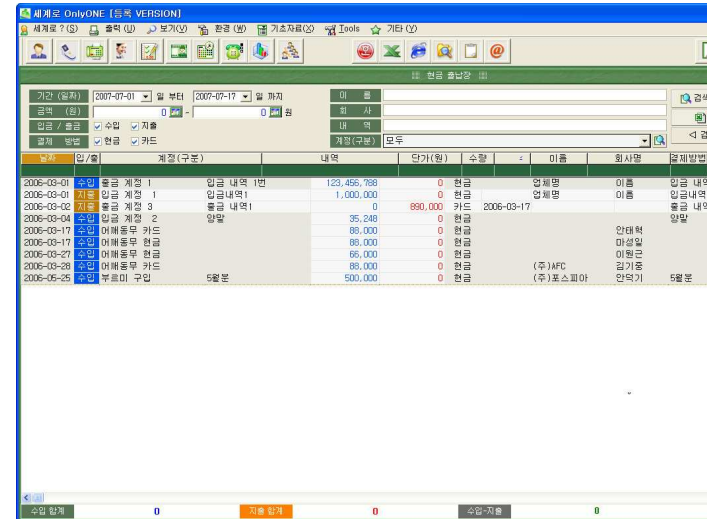 세계로 OnlyONE [등록 VERSION]
세계로?(S) 출력(U) 보기(V) 환경(W) 기초자료(X) Tools 기타(Z)
현금 출납장
기간 (일자) 2007-07-01 일 부터 2007-07-17 일 까지 이 름
금액 (원) 0 - 0 원 회 사
입금 / 출금 수입 지출 내 역
결제 방법 현금 카드 계정(구분) 모두
날짜 입/출 계정(구분) 내역 단가(원) 수량 이름 회사명 결제방법
2006-03-01 수입 출금 계정 1 입금 내역 1번 123,456,788 0 현금 업체명 이름 입금 내역
2006-03-01 지출 입금 계정 1 입금내역1 1,000,000 0 현금 업체명 이름 입금내역
2006-03-02 지출 출금 계정 3 출금 내역1 0 890,000 카드 2006-03-17 출금 내역
2006-03-04 수입 입금 계정 2 양말 35,248 0 현금 양말
2006-03-17 수입 어깨동무 카드 88,000 0 현금 안태혁
2006-03-17 수입 어깨동무 현금 88,000 0 현금 마성일
2006-03-27 수입 어깨동무 현금 66,000 0 현금 이원근
2006-03-28 수입 어깨동무 카드 88,000 0 현금 (주)AFC 김기중
2006-05-25 수입 부르미 구입 5월분 500,000 0 현금 (주)포스피아 안덕기 5월분
수입 합계 0 지출 합계 0 수입-지출 0